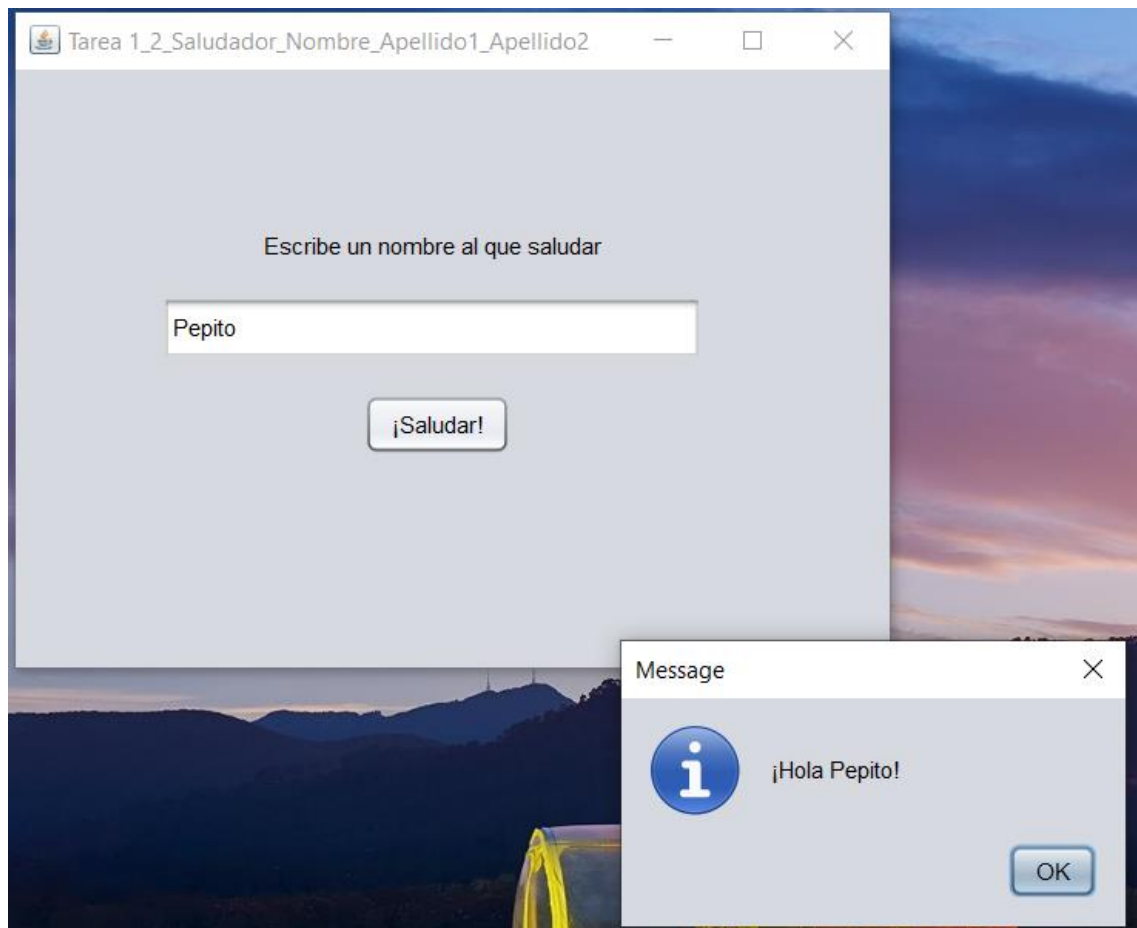 Tarea 1_2_Saludador_Nombre_Apellido1_Apellido2
Escribe un nombre al que saludar
Pepito
¡Saludar!
Message
¡Hola Pepito!
OK